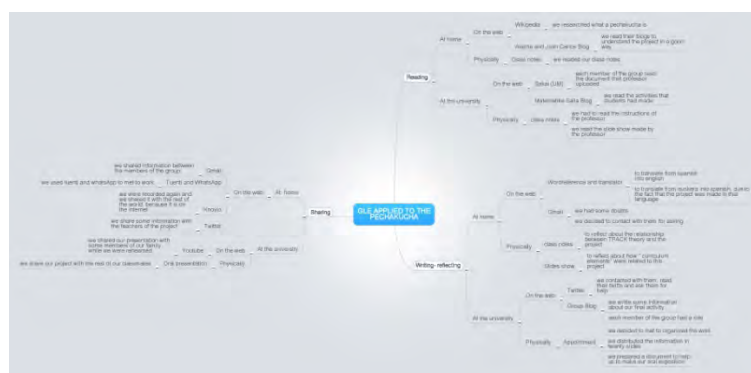 GLE APPLIED TO THE
PECHAKUCHA
Reading
At home
On the web
Wikipedia
we researched what a pechakucha is
and Blog
we read their blogs to
understand the project in a good
way
Physically
Class notes
we readed our class notes
At the university
On the web
Sakai (UJI)
each member of the group read
the document that professor
uploaded
Blog
we read the activities that
students had made
Physically
class notes
we had to read the instructions of
the professor
we read the slide show made by
the professor
Writing- reflecting
At home
On the web
Wordreference and translator
to translate from spanish
into english
to translate from into spanish, due to
the fact that the project was made in that
language
Gmail
we had some doubts
we decided to contact with them for asking
Physically
class notes
to reflect about the relationship
between TPACK theory and the
project
Slides show
to reflect about how " curriculum
elements" were related to this
project
At the university
On the web
Twitter
we contacted with them, read
their and ask them for
help
Group Blog
we write some information
about our final activity
Physically
Appointment
each member of the group had a role
we decided to met to organized the work
we distributed the information in
twenty slides
we prepared a document to help
us to make our oral exposition
Sharing
At home
On the web
Gmail
we shared information between
the members of the group
Tuenti and WhatsApp
we used tuenti and whatsApp to met to work
Knovio
we were recorded again and
we shared it with the rest of
the world, because it is on
the internet
Twitter
we share some information with
the teachers of the project
At the university
On the web
Youtube
we shared our presentation with
some members of our family
while we were rehearsed
Physically
Oral presentation
we share our project with the rest of our classmates